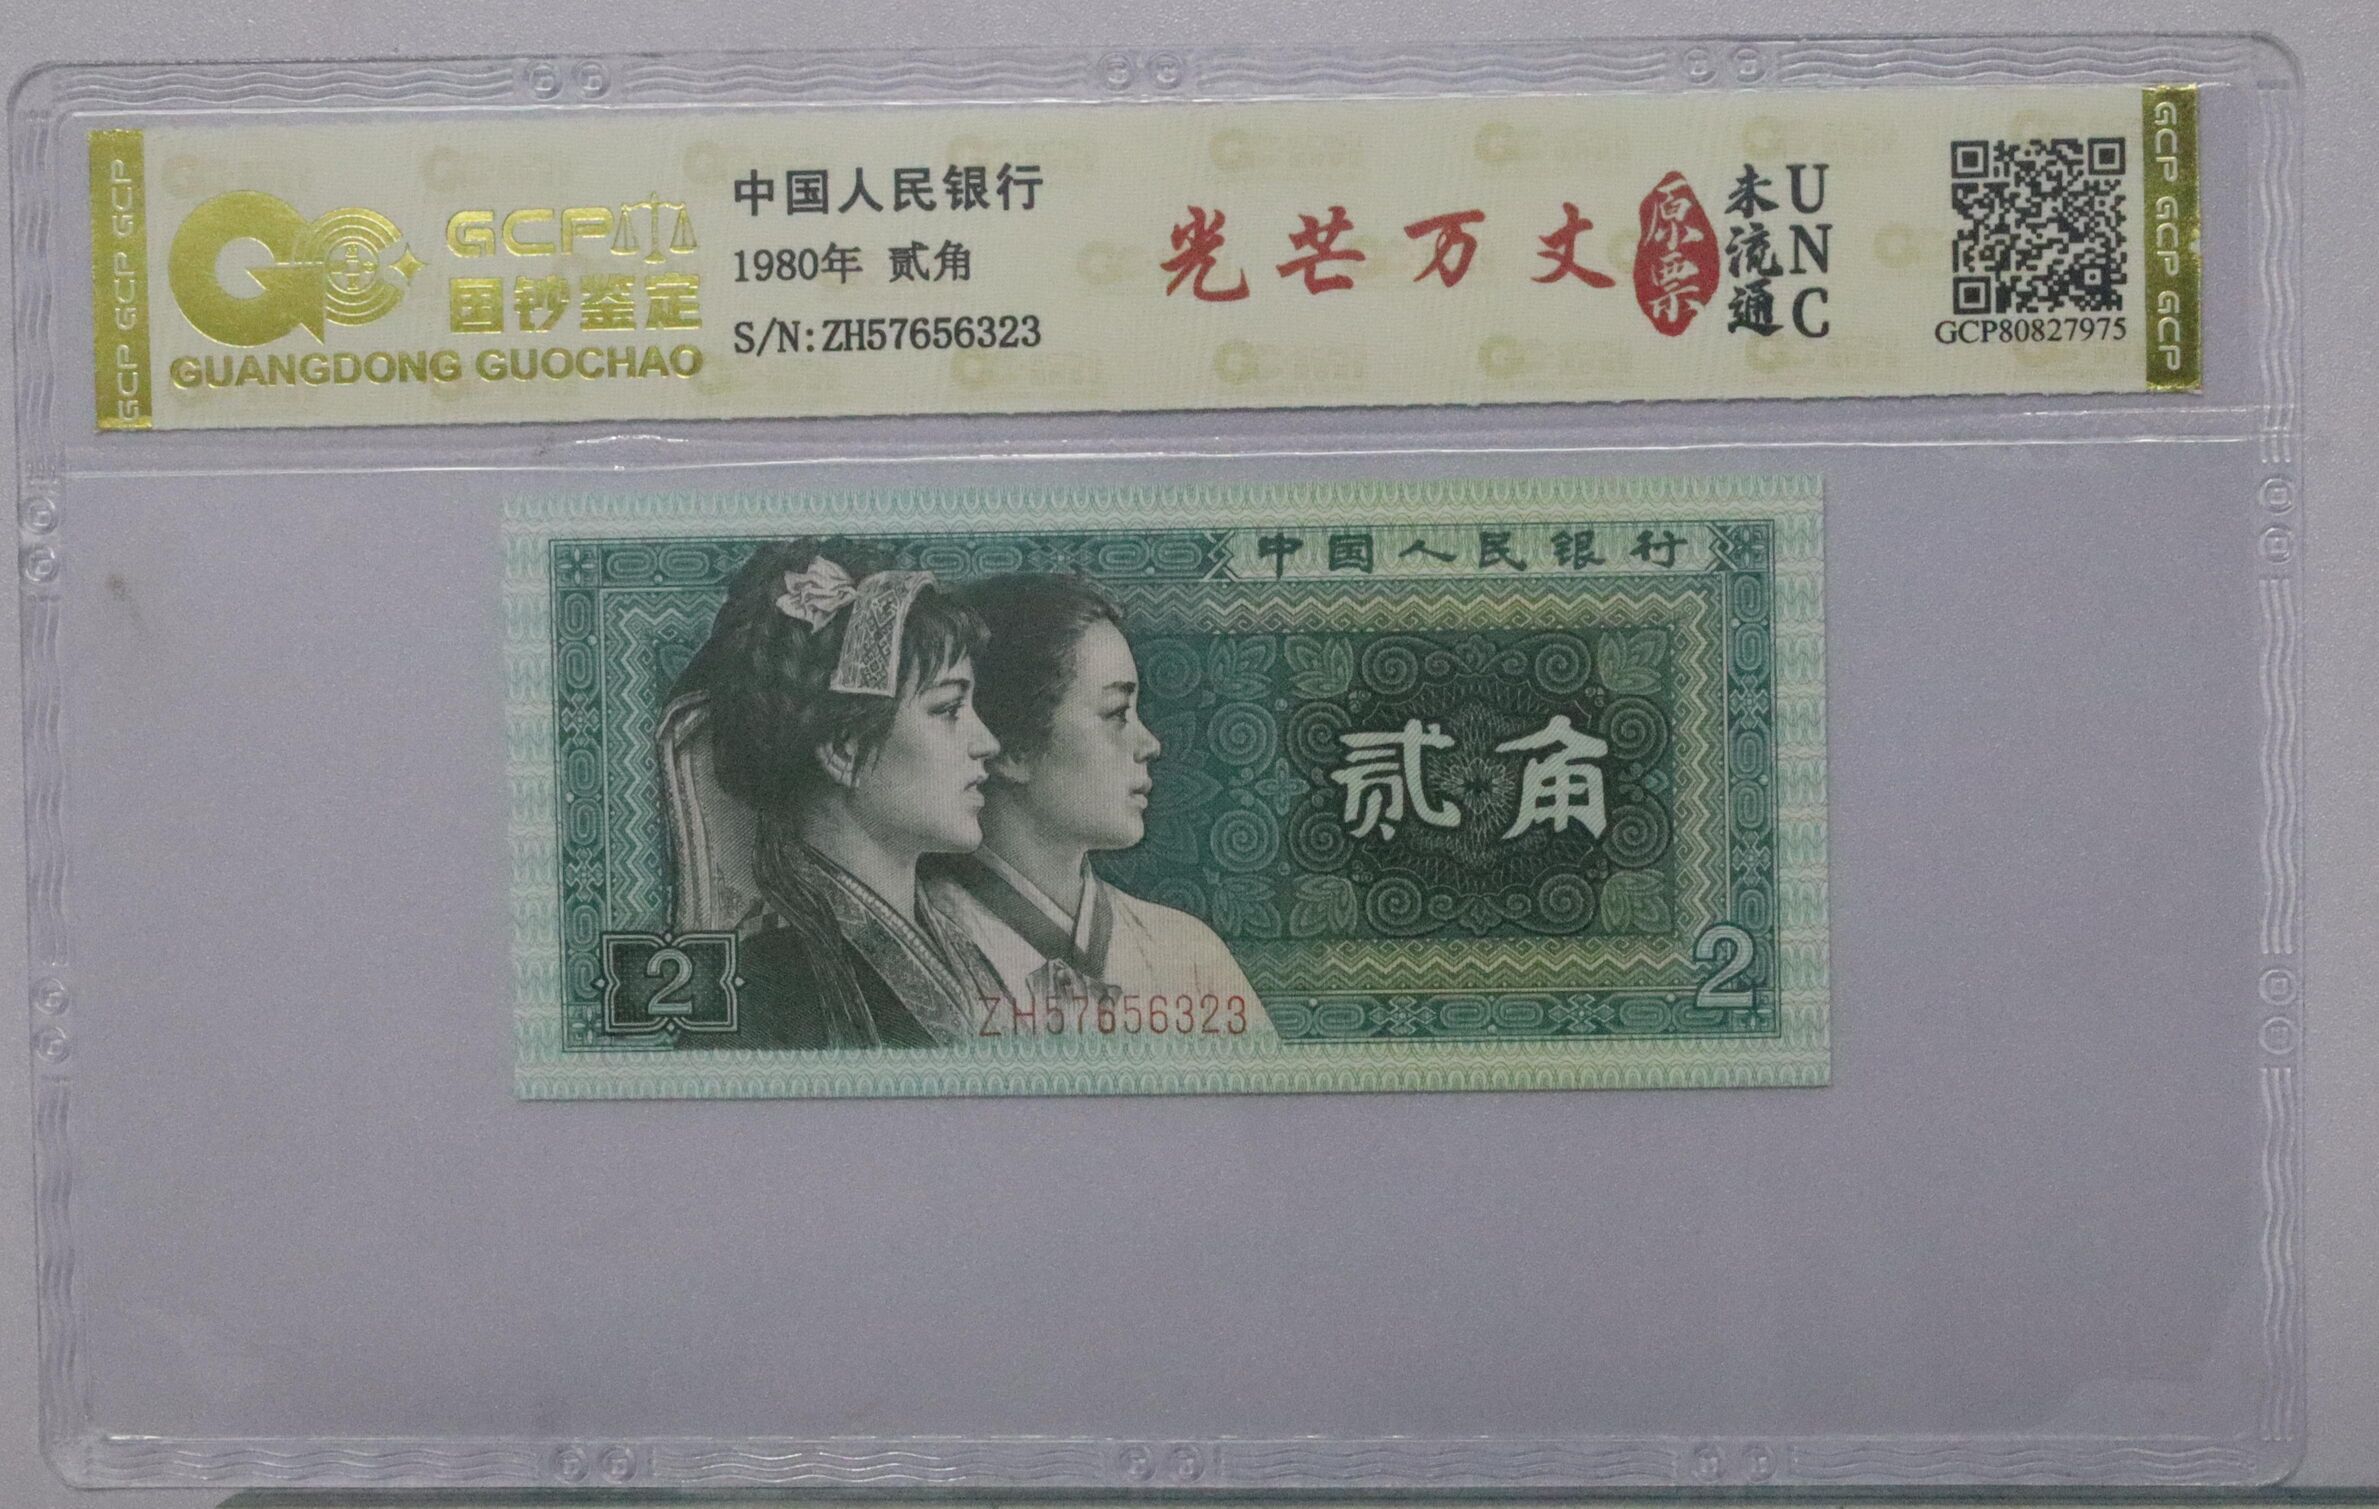 GCP GCP GCP
GCP
国钞鉴定
GUANGDONG GUOCHAO
中国人民银行
1980年 贰角
S/N:ZH57656323
光芒万丈
原票
未流通
UNC
GCP80827975
GCP GCP GCP
中国人民银行
贰角
2
2
ZH57656323